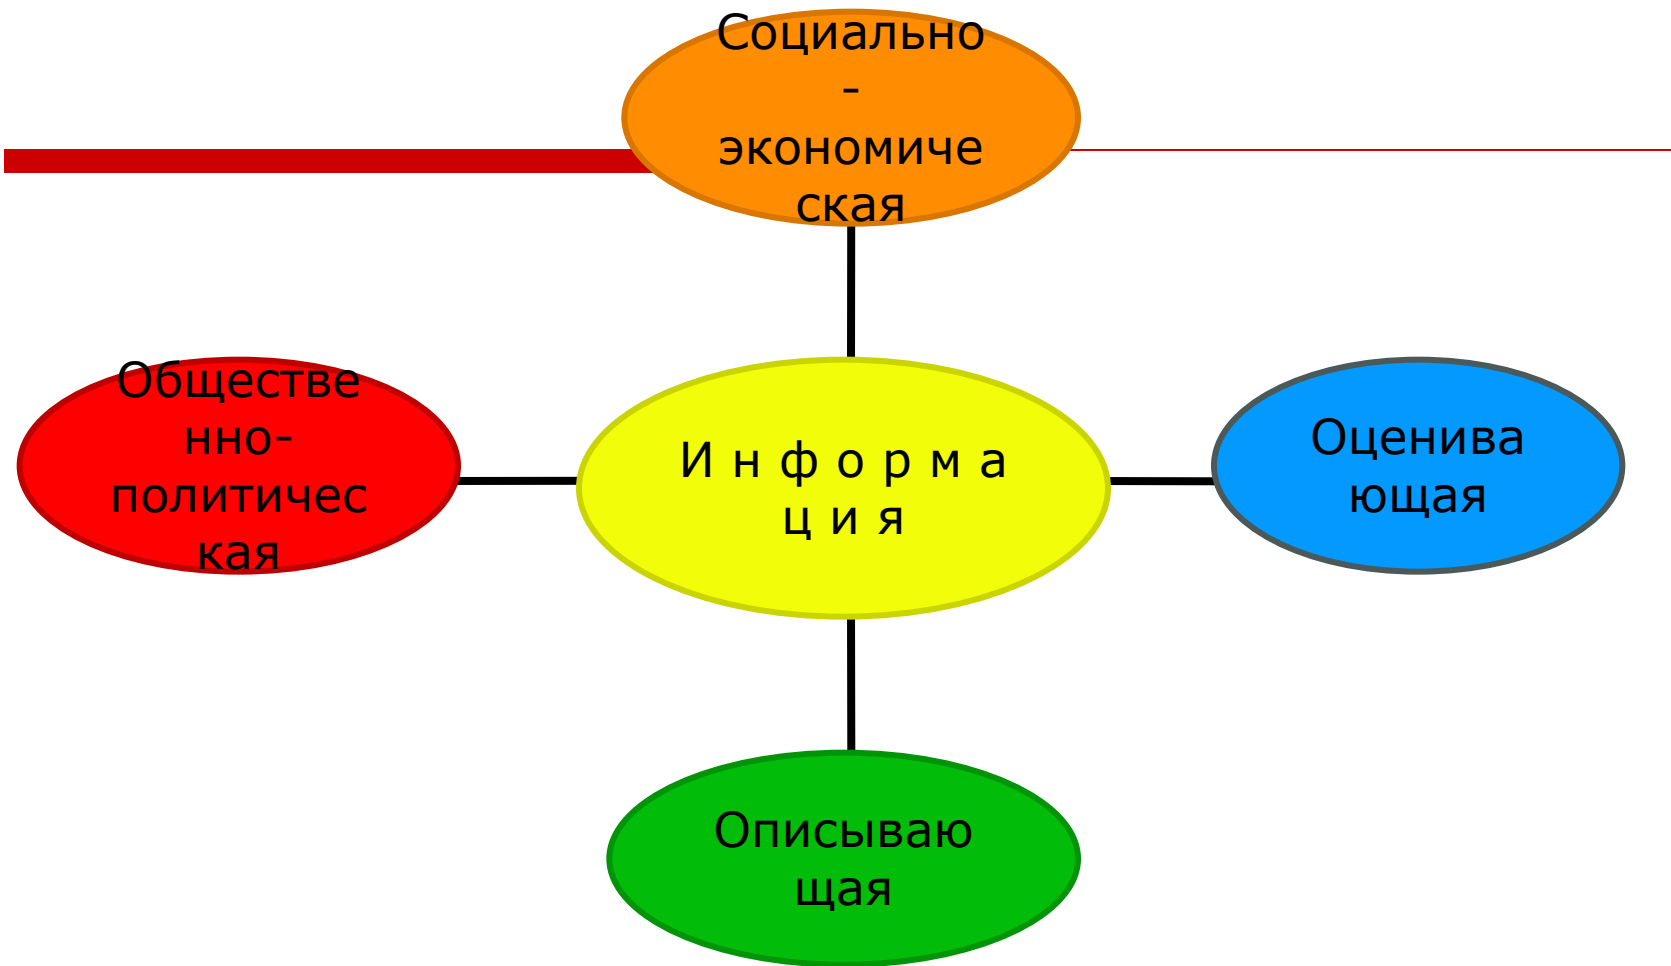 Социально
-
экономиче
ская
Обществе
нно-
политичес
кая
И н ф о р м а
ц и я
Оценива
ющая
Описываю
щая